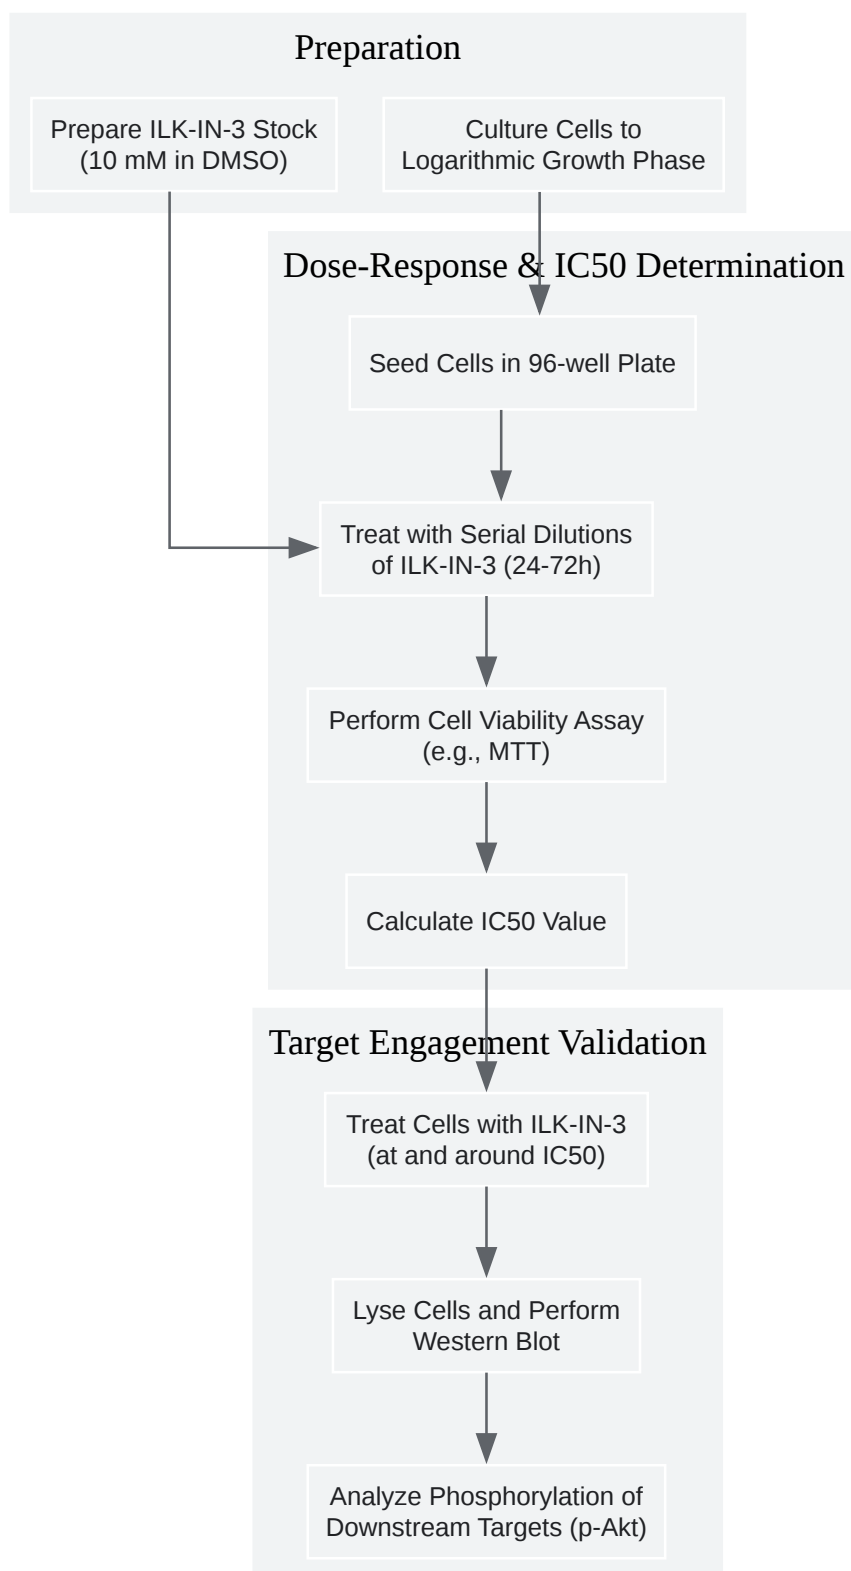 Preparation
Prepare ILK-IN-3 Stock
(10 mM in DMSO)
Culture Cells to
Logarithmic Growth Phase
Dose-Response & IC50 Determination
Seed Cells in 96-well Plate
Treat with Serial Dilutions
of ILK-IN-3 (24-72h)
Perform Cell Viability Assay
(e.g., MTT)
Calculate IC50 Value
Target Engagement Validation
Treat Cells with ILK-IN-3
(at and around IC50)
Lyse Cells and Perform
Western Blot
Analyze Phosphorylation of
Downstream Targets (p-Akt)